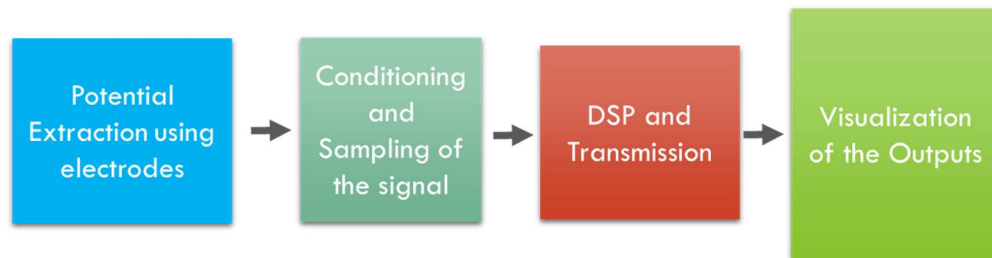 Potential
Extraction using
electrodes
Conditioning
and
Sampling of
the signal
DSP and
Transmission
Visualization
of the Outputs